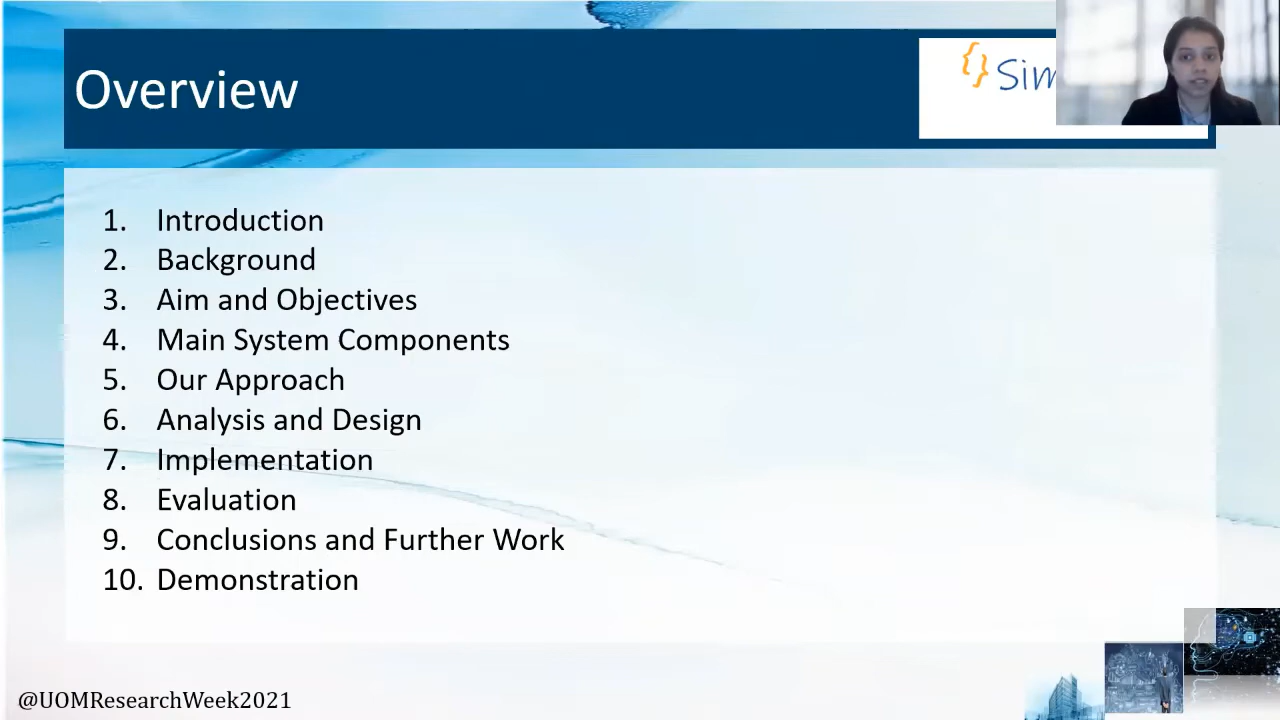 Overview
{} Sim
1. Introduction
2. Background
3. Aim and Objectives
4. Main System Components
5. Our Approach
6. Analysis and Design
7. Implementation
8. Evaluation
9. Conclusions and Further Work
10. Demonstration
@UOMResearchWeek2021